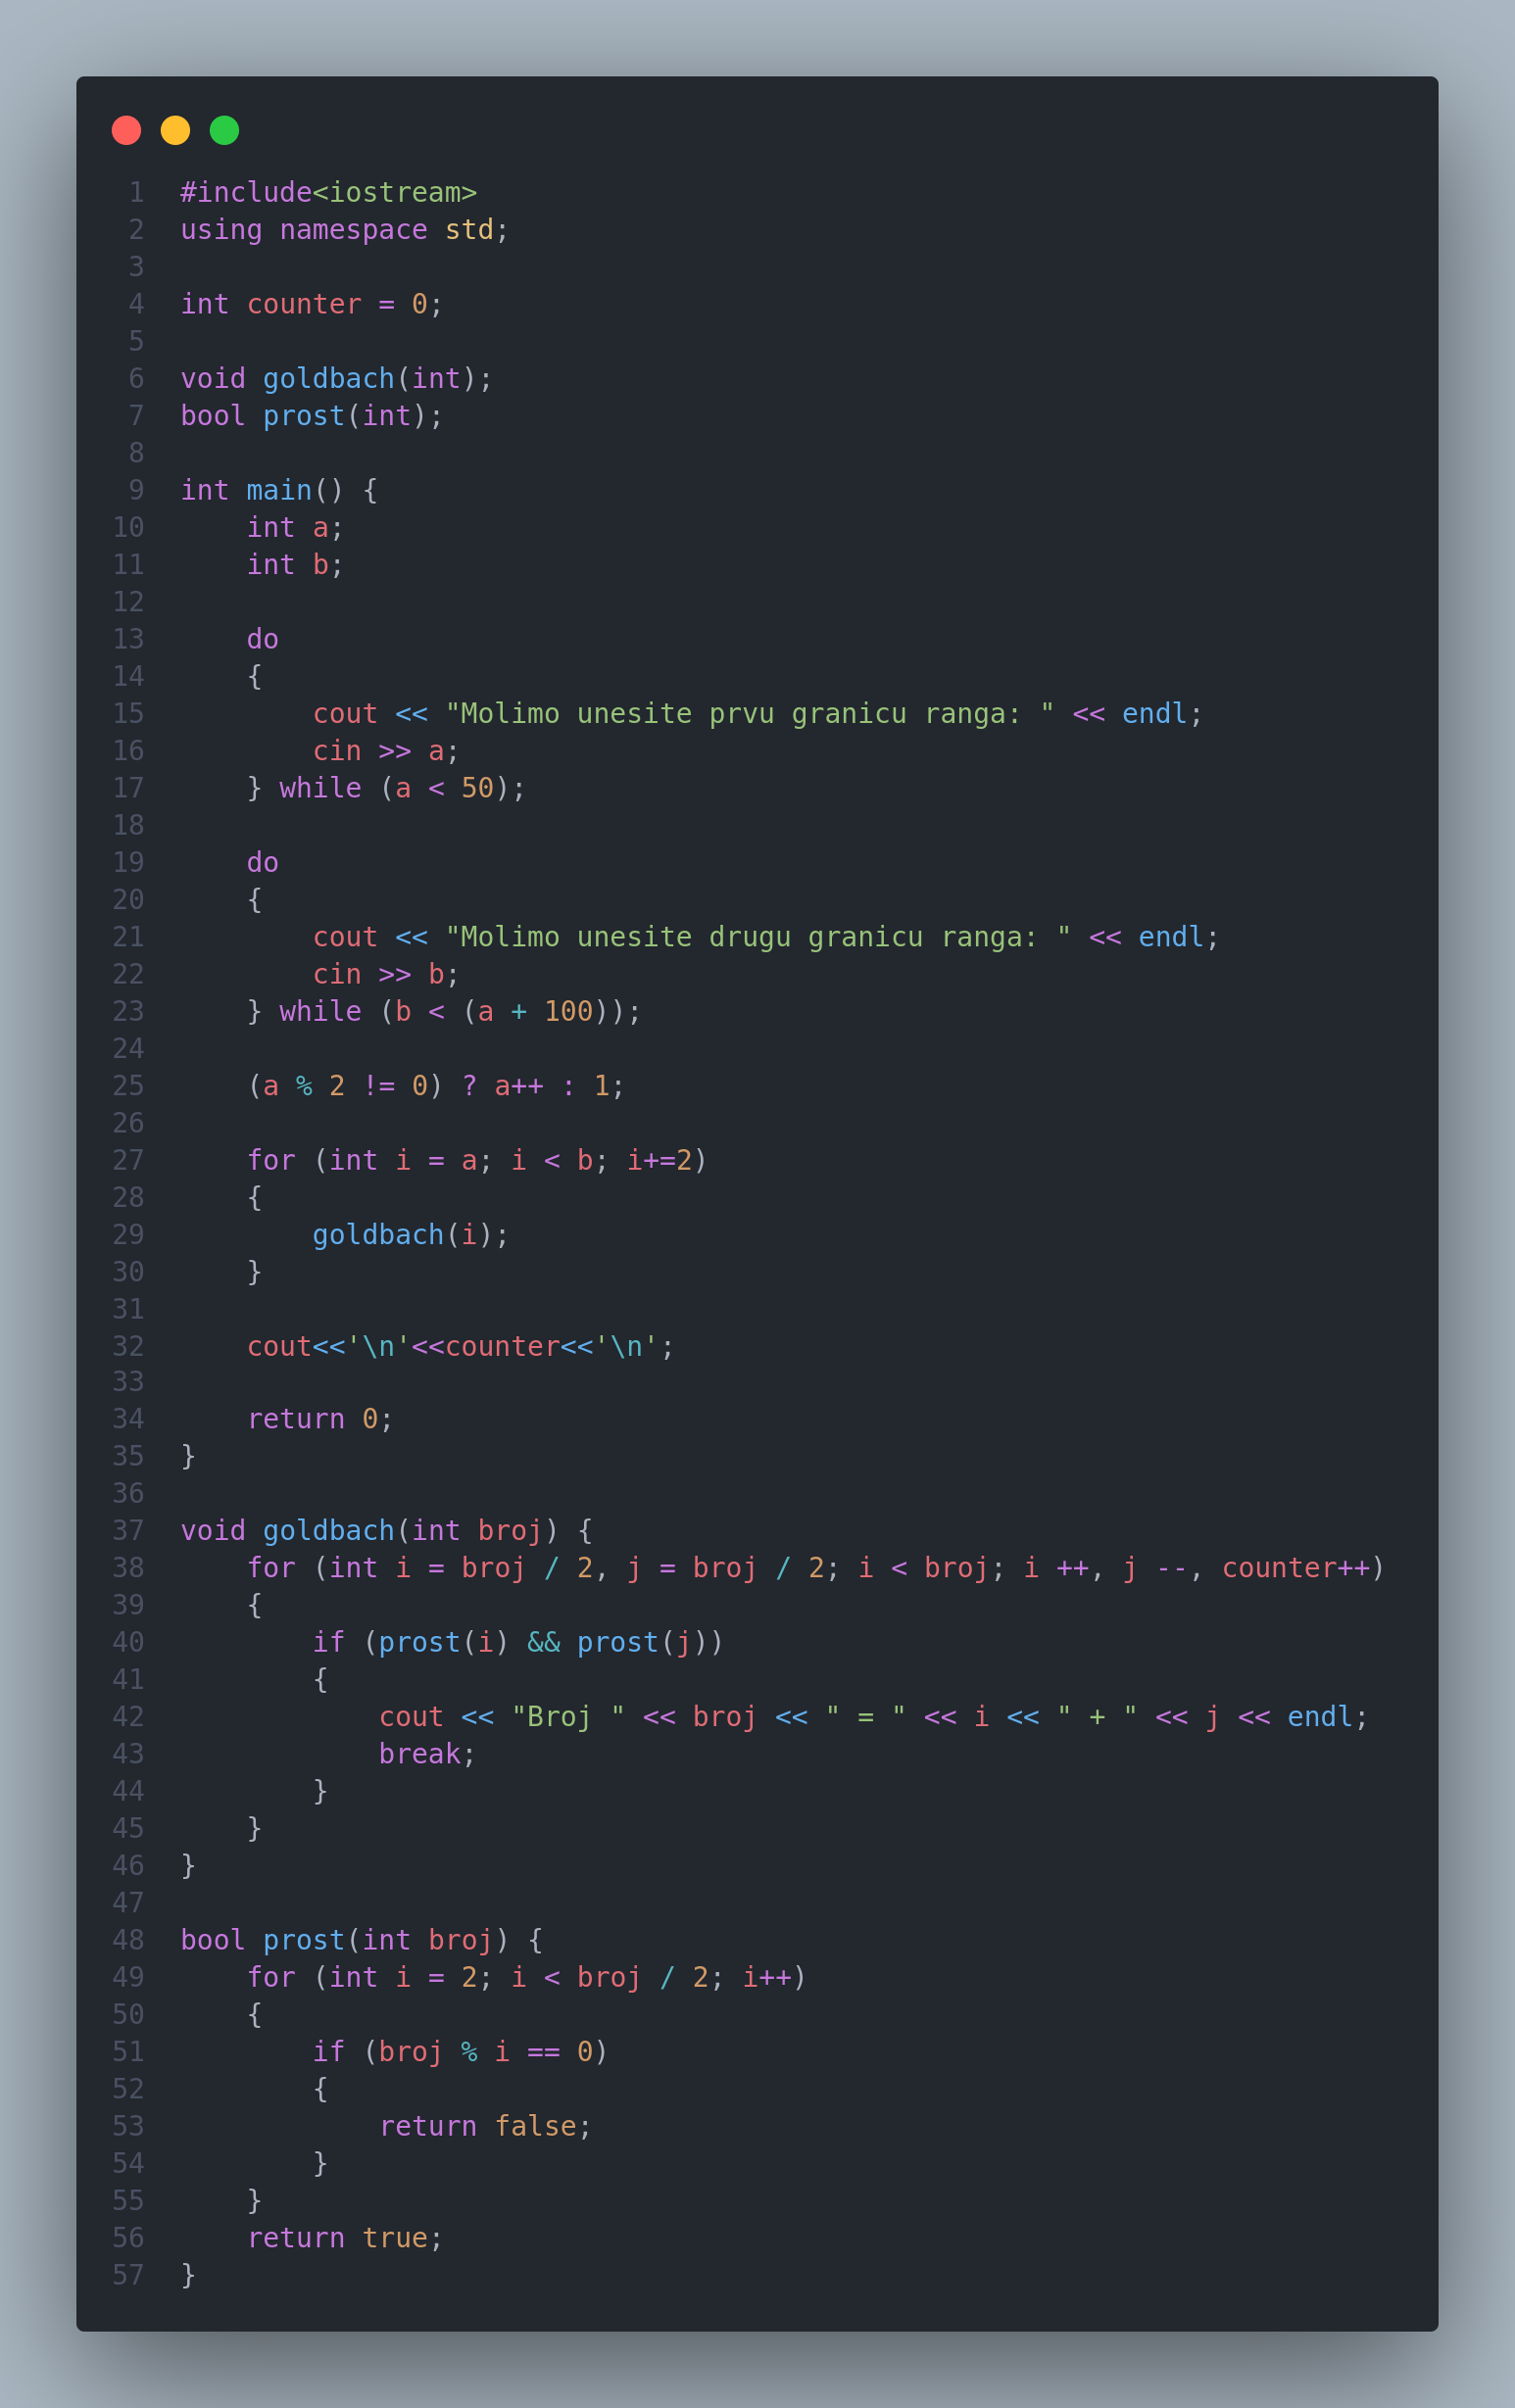 1 #include<iostream>
2 using namespace std;
3
4 int counter = 0;
5
6 void goldbach(int);
7 bool prost(int);
8
9 int main() {
10     int a;
11     int b;
12
13     do
14     {
15         cout << "Molimo unesite prvu granicu ranga: " << endl;
16         cin >> a;
17     } while (a < 50);
18
19     do
20     {
21         cout << "Molimo unesite drugu granicu ranga: " << endl;
22         cin >> b;
23     } while (b < (a + 100));
24
25     (a % 2 != 0) ? a++ : 1;
26
27     for (int i = a; i < b; i+=2)
28     {
29         goldbach(i);
30     }
31
32     cout<<'\n'<<counter<<'\n';
33
34     return 0;
35 }
36
37 void goldbach(int broj) {
38     for (int i = broj / 2, j = broj / 2; i < broj; i ++, j --, counter++)
39     {
40         if (prost(i) && prost(j))
41         {
42             cout << "Broj " << broj << " = " << i << " + " << j << endl;
43             break;
44         }
45     }
46 }
47
48 bool prost(int broj) {
49     for (int i = 2; i < broj / 2; i++)
50     {
51         if (broj % i == 0)
52         {
53             return false;
54         }
55     }
56     return true;
57 }